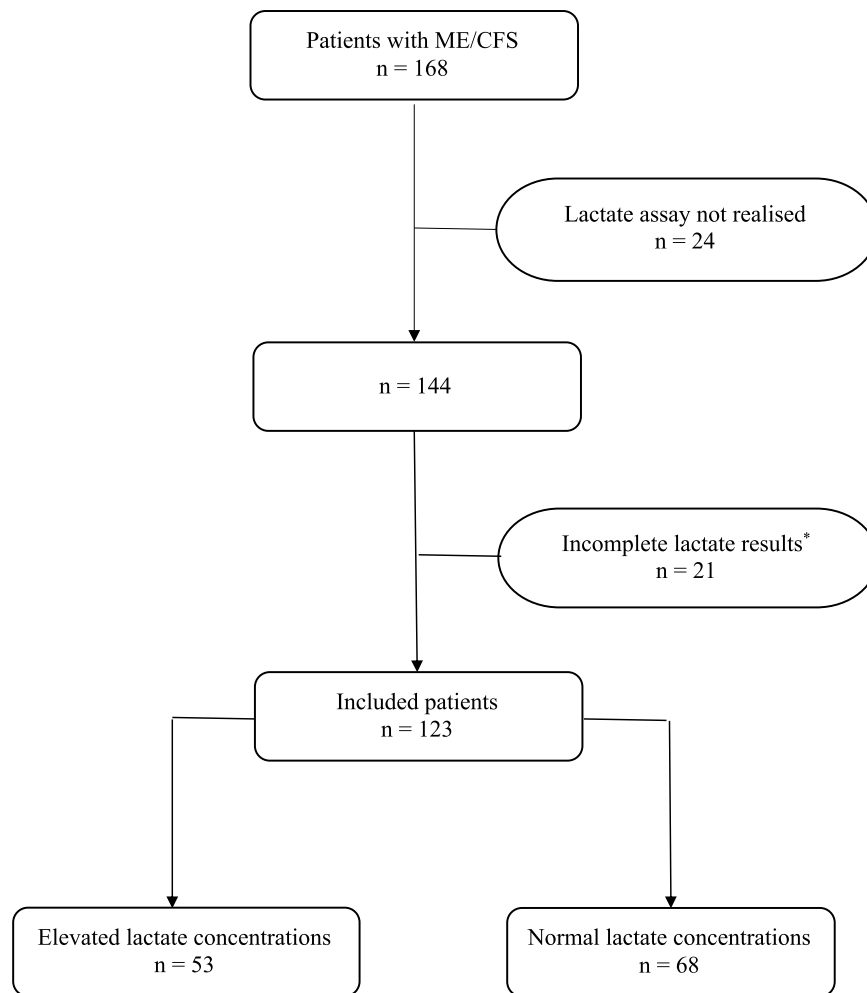 Patients with ME/CFS
n = 168
Lactate assay not realised
n = 24
n = 144
Incomplete lactate results*
n = 21
Included patients
n = 123
Elevated lactate concentrations
n = 53
Normal lactate concentrations
n = 68